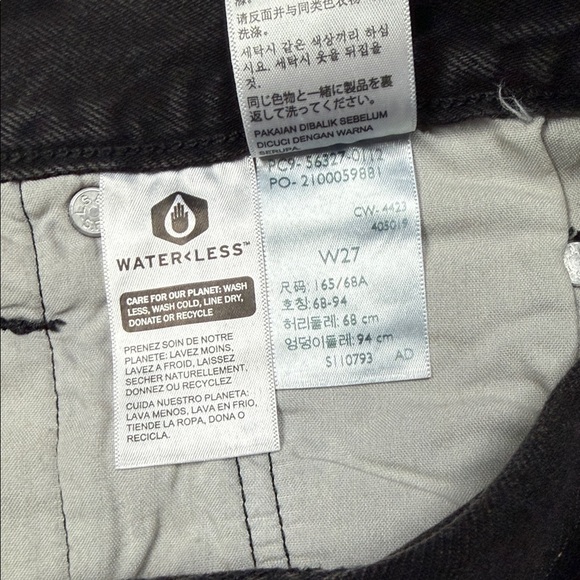 请反面并与同类色衣物
洗涤.
세탁시 같은 색상끼리 하십
시요. 세탁시 옷을 뒤집을
것.
同じ色物と一緒に製品を裏
返して洗ってください.
PAKAIAN DIBALIK SEBELUM
DICUCI DENGAN WARNA
SERUPA.
PC9- 56327-0112
PO- 2100059881
CW- 4423
405019
W27
尺码: 165/68A
호칭: 68-94
허리둘레: 68 cm
엉덩이둘레: 94 cm
S110793 AD
WATER<LESS™
CARE FOR OUR PLANET: WASH
LESS, WASH COLD, LINE DRY,
DONATE OR RECYCLE
PRENEZ SOIN DE NOTRE
PLANETE: LAVEZ MOINS,
LAVEZ A FROID, LAISSEZ
SECHER NATURELLEMENT,
DONNEZ OU RECYCLEZ
CUIDA NUESTRO PLANETA:
LAVA MENOS, LAVA EN FRIO,
TIENDE LA ROPA, DONA O
RECICLA.